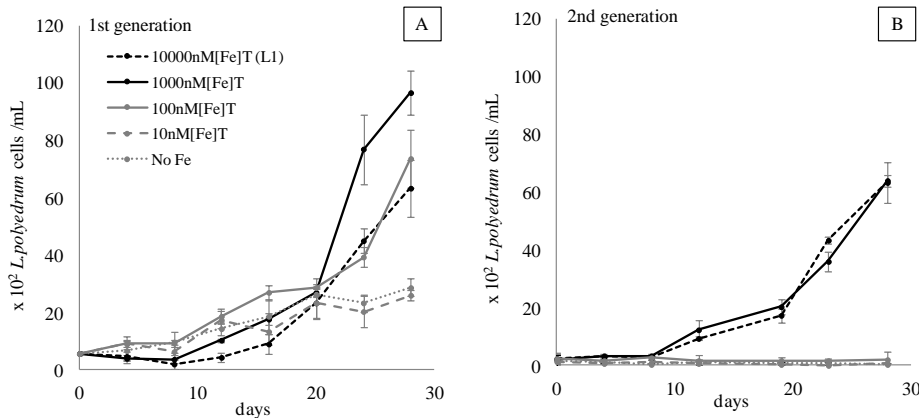 1st generation
A
10000nM[Fe]T (L1)
1000nM[Fe]T
100nM[Fe]T
10nM[Fe]T
No Fe
x 10² L.polyedrum cells /mL
120
100
80
60
40
20
0
0 10 20 30
days
2nd generation
B
x 10² L.polyedrum cells /mL
120
100
80
60
40
20
0
0 10 20 30
days